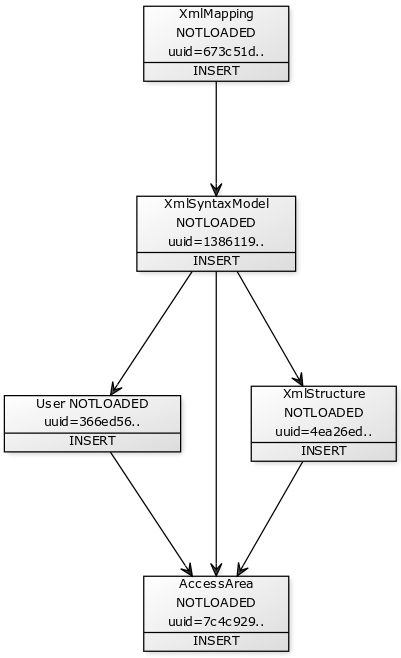 XmlMapping
NOTLOADED
uuid=673c51d..
INSERT
XmlSyntaxModel
NOTLOADED
uuid=1386119..
INSERT
User NOTLOADED
uuid=366ed56..
INSERT
XmlStructure
NOTLOADED
uuid=4ea26ed..
INSERT
AccessArea
NOTLOADED
uuid=7c4c929..
INSERT